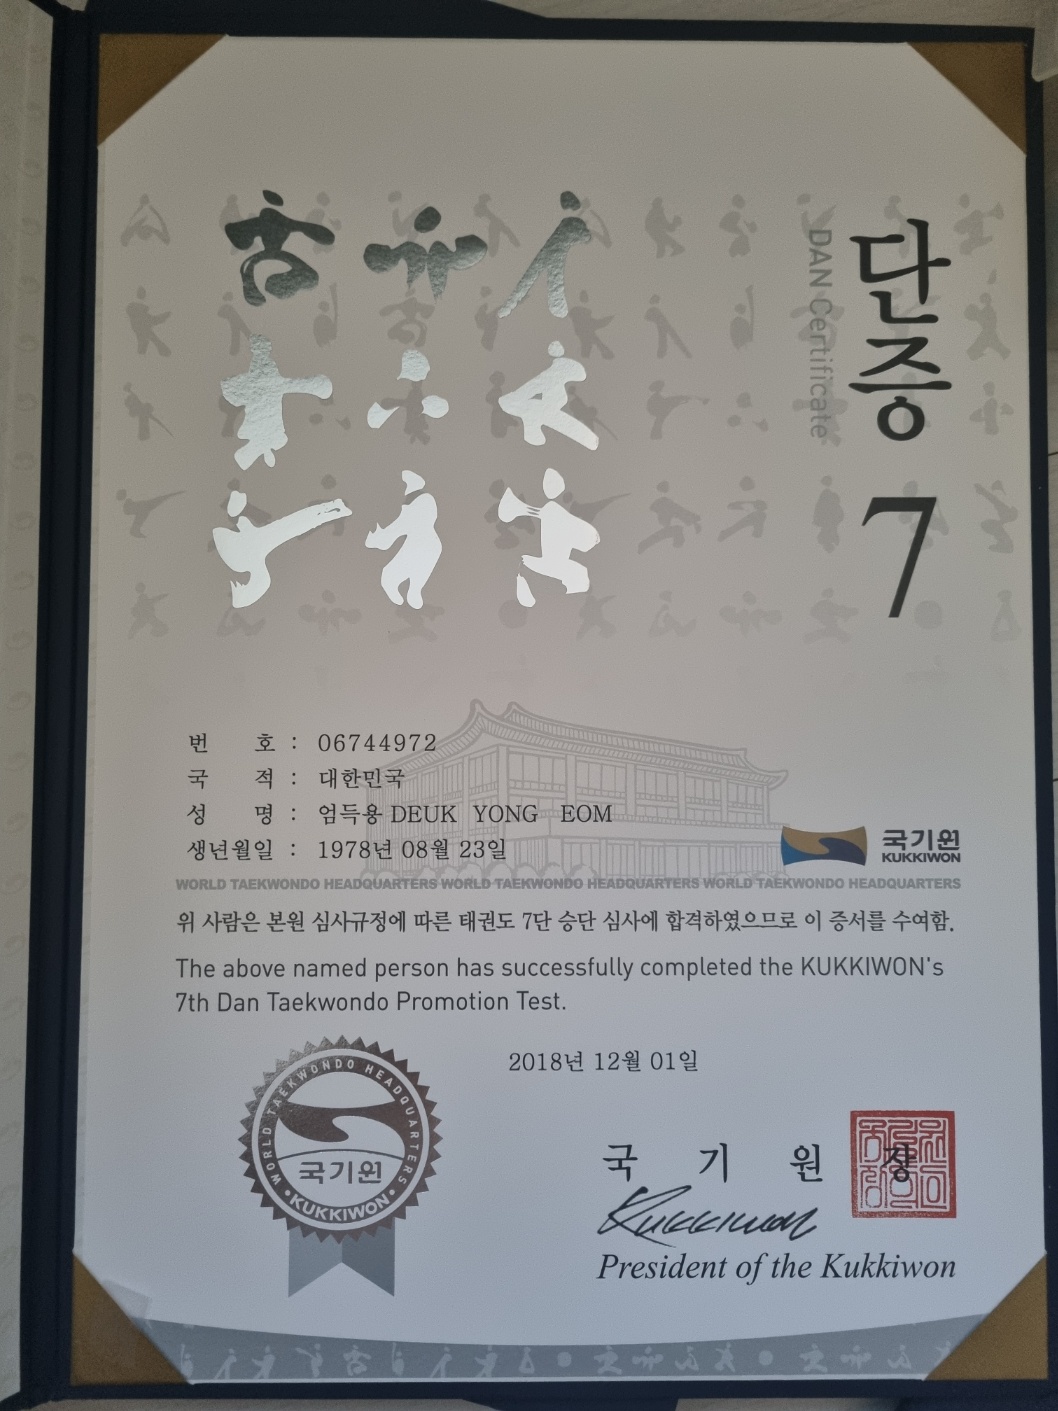 단증
DAN Certificate
7
번 호 : 06744972
국 적 : 대한민국
성 명 : 엄득용 DEUK YONG EOM
생년월일 : 1978년 08월 23일
국기원
KUKKIWON
WORLD TAEKWONDO HEADQUARTERS WORLD TAEKWONDO HEADQUARTERS WORLD TAEKWONDO HEADQUARTERS
위 사람은 본원 심사규정에 따른 태권도 7단 승단 심사에 합격하였으므로 이 증서를 수여함.
The above named person has successfully completed the KUKKIWON's
7th Dan Taekwondo Promotion Test.
2018년 12월 01일
WORLD TAEKWONDO HEADQUARTERS
국기원
KUKKIWON
국 기 원 장
Kukkiwon
President of the Kukkiwon